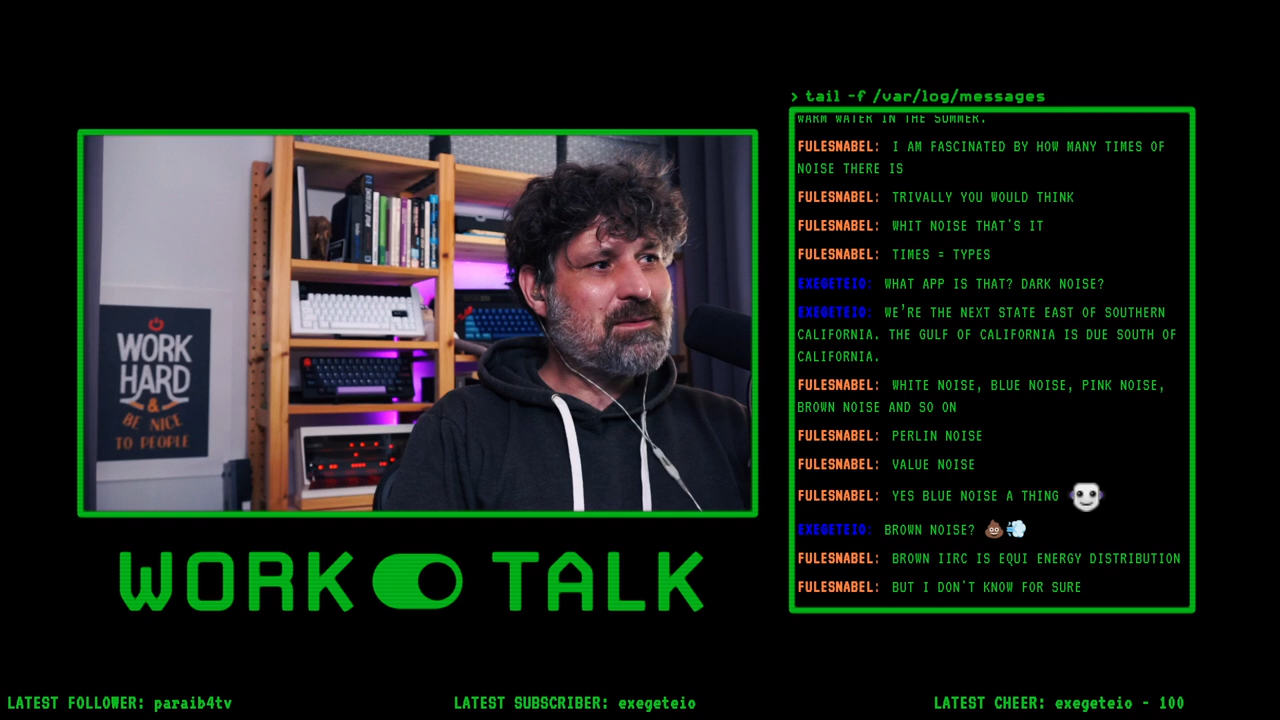 > tail -f /var/log/messages
WARM WATER IN THE SUMMER.
FULESNABEL: I AM FASCINATED BY HOW MANY TIMES OF
NOISE THERE IS
FULESNABEL: TRIVALLY YOU WOULD THINK
FULESNABEL: WHIT NOISE THAT'S IT
FULESNABEL: TIMES = TYPES
EXEGETEIO: WHAT APP IS THAT? DARK NOISE?
EXEGETEIO: WE'RE THE NEXT STATE EAST OF SOUTHERN
CALIFORNIA. THE GULF OF CALIFORNIA IS DUE SOUTH OF
CALIFORNIA.
FULESNABEL: WHITE NOISE, BLUE NOISE, PINK NOISE,
BROWN NOISE AND SO ON
FULESNABEL: PERLIN NOISE
FULESNABEL: VALUE NOISE
FULESNABEL: YES BLUE NOISE A THING
EXEGETEIO: BROWN NOISE? 💩💨
FULESNABEL: BROWN IIRC IS EQUI ENERGY DISTRIBUTION
FULESNABEL: BUT I DON'T KNOW FOR SURE
WORK
HARD
&
BE NICE
TO PEOPLE
WORK TALK
LATEST FOLLOWER: paraib4tv
LATEST SUBSCRIBER: exegeteio
LATEST CHEER: exegeteio - 100